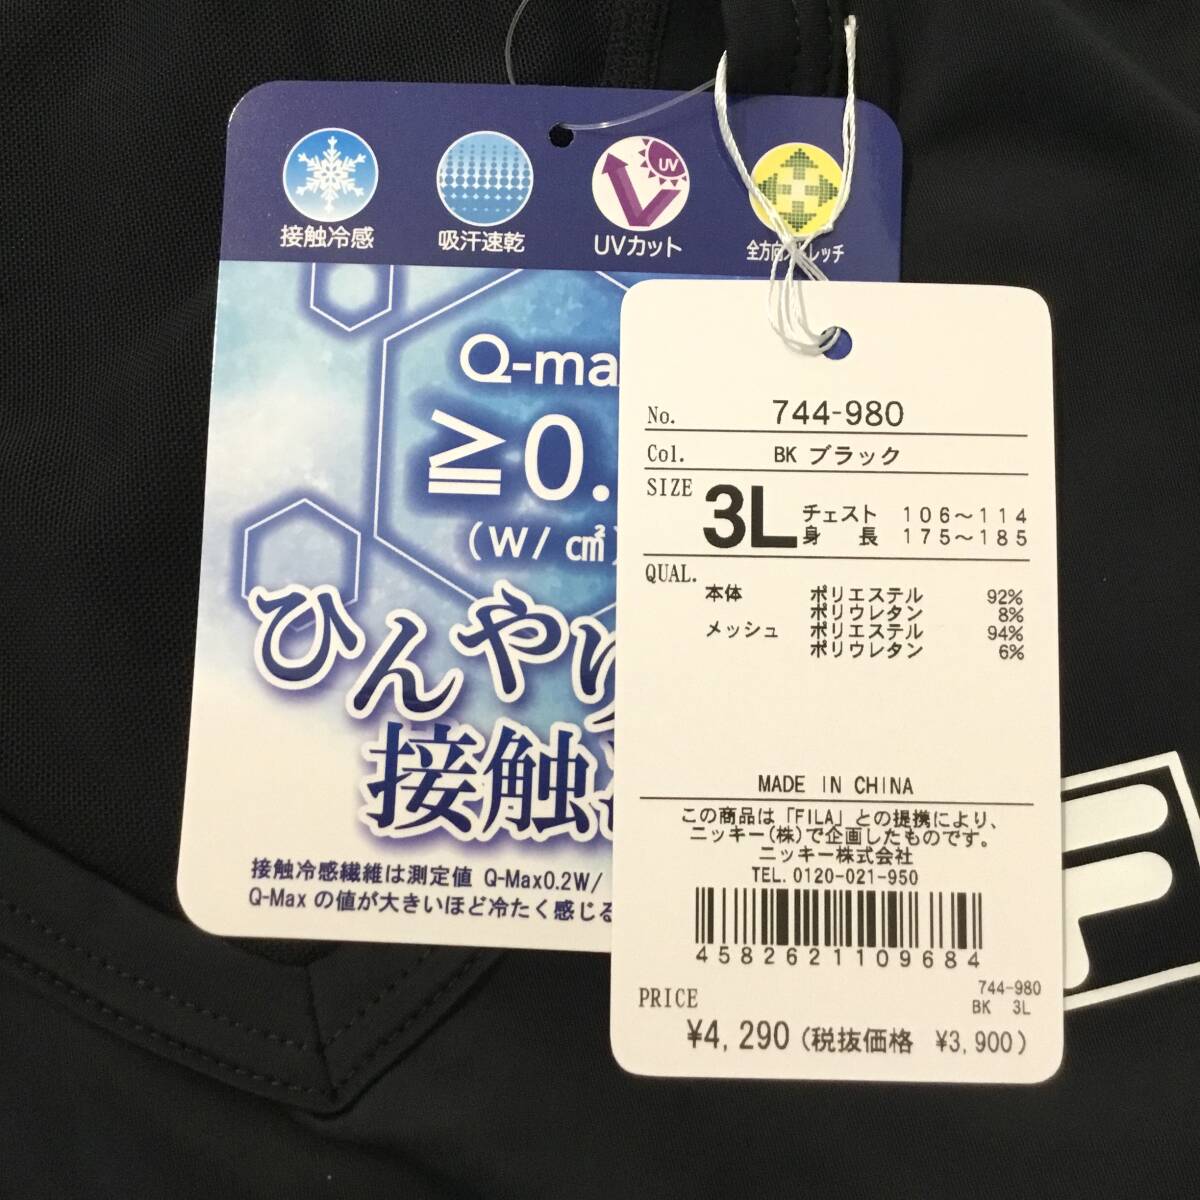 接触冷感
吸汗速乾
UV
UVカット
全方向ストレッチ
Q-ma
≧0.
(W/㎠)
ひんやり
接触
接触冷感繊維は測定値 Q-Max0.2W/
Q-Max の値が大きいほど冷たく感じる
No. 744-980
Col. BK ブラック
SIZE 3L チェスト 106～114
身 長 175～185
QUAL.
本体 ポリエステル 92%
ポリウレタン 8%
メッシュ ポリエステル 94%
ポリウレタン 6%
MADE IN CHINA
この商品は「FILA」との提携により、
ニッキー(株)で企画したものです。
ニッキー株式会社
TEL. 0120-021-950
4582621109684
744-980
BK 3L
PRICE
¥4,290 (税抜価格 ¥3,900)
F